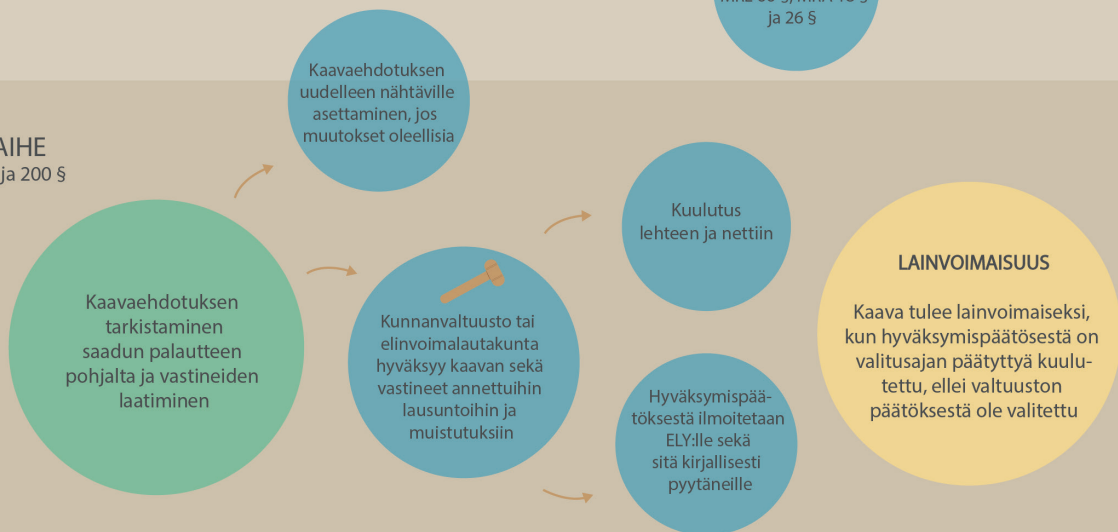 ja 26 §
Kaavaehdotuksen
uudelleen nähtäville
asettaminen, jos
muutokset oleellisia
AIHE
ja 200 §
Kaavaehdotuksen
tarkistaminen
saadun palautteen
pohjalta ja vastineiden
laatiminen
Kunnanvaltuusto tai
elinvoimalautakunta
hyväksyy kaavan sekä
vastineet annettuihin
lausuntoihin ja
muistutuksiin
Kuulutus
lehteen ja nettiin
Hyväksymispää-
töksestä ilmoitetaan
ELY:lle sekä
sitä kirjallisesti
pyytäneille
LAINVOIMAISUUS
Kaava tulee lainvoimaiseksi,
kun hyväksymispäätösestä on
valitusajan päätyttyä kuulu-
tettu, ellei valtuuston
päätöksestä ole valitettu